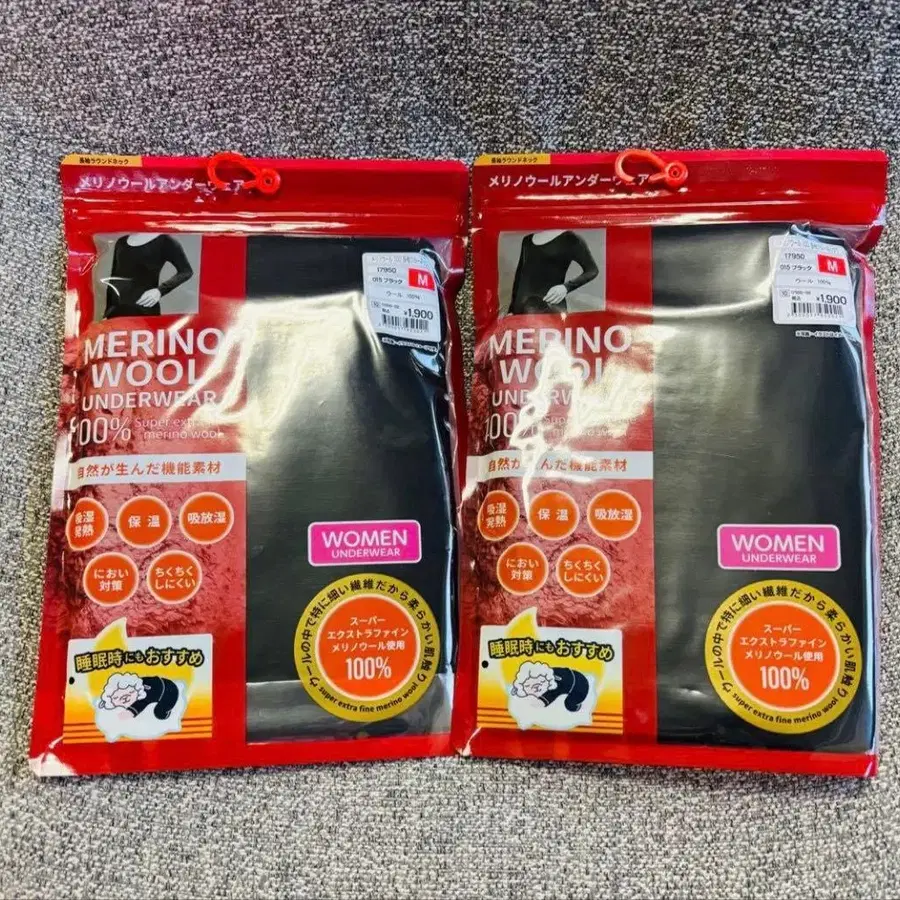 長袖ラウンドネック
メリノウールアンダーウェア
17950
015 ブラック
M
ウール 100%
税込 ¥1,900
MERINO
WOOL
UNDERWEAR
100% Super extra
merino wool
自然が生んだ機能素材
吸湿
発熱
保温
吸放湿
におい
対策
ちくちく
しにくい
WOMEN
UNDERWEAR
ウールの中で特に細い繊維だから柔らかい肌触り
スーパー
エクストラファイン
メリノウール使用
100%
super extra fine merino wool
睡眠時にもおすすめ
長袖ラウンドネック
メリノウールアンダーウェア
17950
015 ブラック
M
ウール 100%
税込 ¥1,900
MERINO
WOOL
UNDERWEAR
100% Super
自然が生んだ機能素材
吸湿
発熱
保温
吸放湿
におい
対策
ちくちく
しにくい
WOMEN
UNDERWEAR
ウールの中で特に細い繊維だから柔らかい肌触り
スーパー
エクストラファイン
メリノウール使用
100%
super extra fine merino wool
睡眠時にもおすすめ